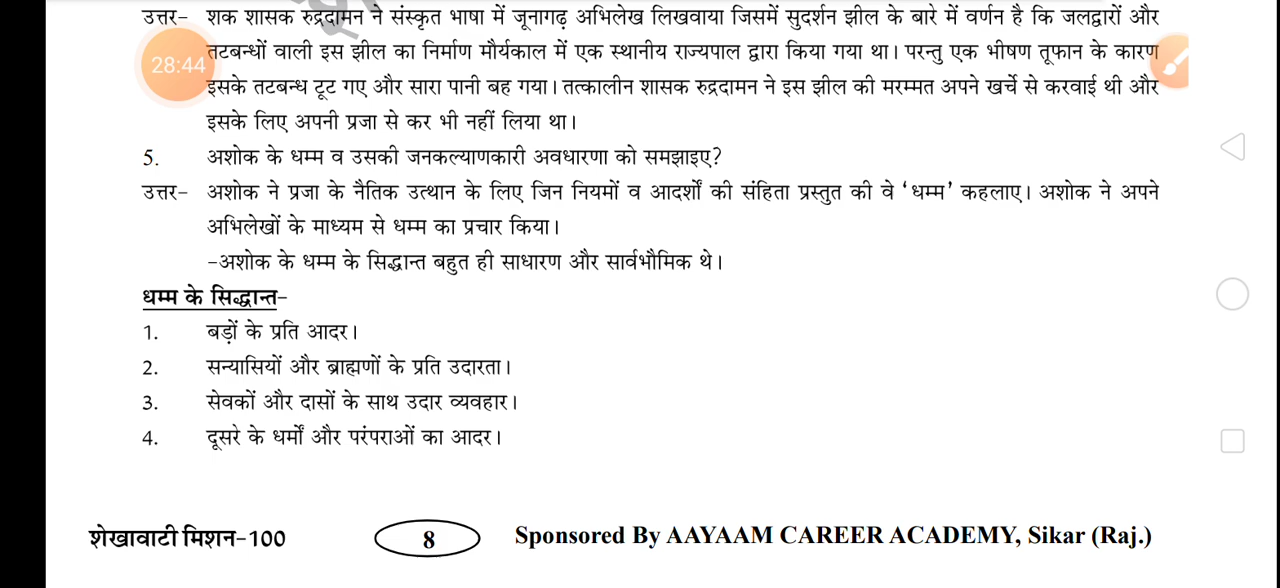 उत्तर- शक शासक रुद्रदामन ने संस्कृत भाषा में जूनागढ़ अभिलेख लिखवाया जिसमें सुदर्शन झील के बारे में वर्णन है कि जलद्वारों और
तटबन्धों वाली इस झील का निर्माण मौर्यकाल में एक स्थानीय राज्यपाल द्वारा किया गया था। परन्तु एक भीषण तूफान के कारण
28:44
इसके तटबन्ध टूट गए और सारा पानी बह गया। तत्कालीन शासक रुद्रदामन ने इस झील की मरम्मत अपने खर्चे से करवाई थी और
इसके लिए अपनी प्रजा से कर भी नहीं लिया था।
5. अशोक के धम्म व उसकी जनकल्याणकारी अवधारणा को समझाइए?
उत्तर- अशोक ने प्रजा के नैतिक उत्थान के लिए जिन नियमों व आदर्शों की संहिता प्रस्तुत की वे ‘धम्म’ कहलाए। अशोक ने अपने
अभिलेखों के माध्यम से धम्म का प्रचार किया।
-अशोक के धम्म के सिद्धान्त बहुत ही साधारण और सार्वभौमिक थे।
धम्म के सिद्धान्त-
1. बड़ों के प्रति आदर।
2. सन्यासियों और ब्राह्मणों के प्रति उदारता।
3. सेवकों और दासों के साथ उदार व्यवहार।
4. दूसरे के धर्मों और परंपराओं का आदर।
शेखावाटी मिशन-100 8 Sponsored By AAYAAM CAREER ACADEMY, Sikar (Raj.)